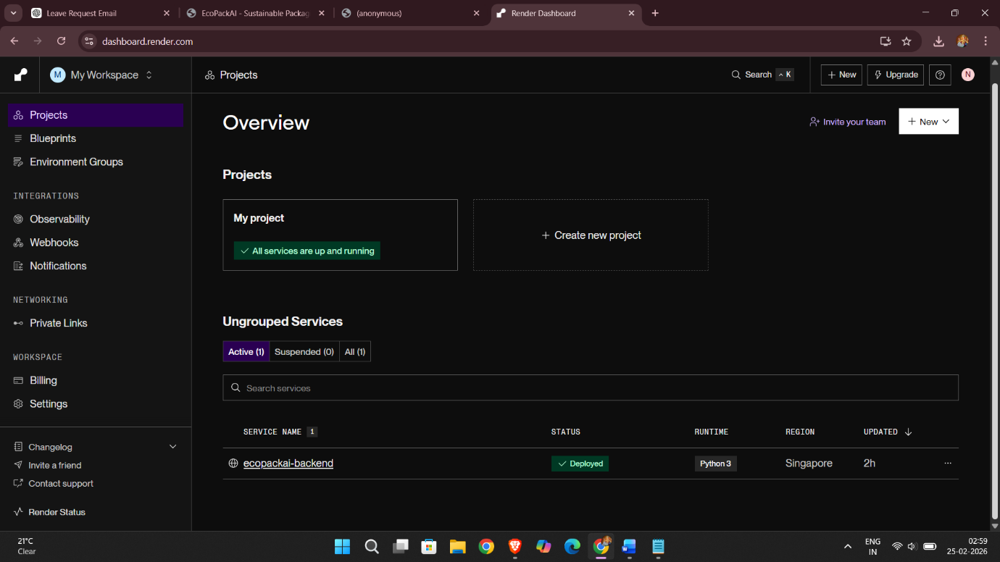 Leave Request Email
EcoPackAI - Sustainable Packag
(anonymous)
Render Dashboard
dashboard.render.com
M My Workspace
Projects
Search ^ K
+ New
Upgrade
N
Projects
Blueprints
Environment Groups
INTEGRATIONS
Observability
Webhooks
Notifications
NETWORKING
Private Links
WORKSPACE
Billing
Settings
Changelog
Invite a friend
Contact support
Render Status
Overview
Invite your team
+ New
Projects
My project
All services are up and running
+ Create new project
Ungrouped Services
Active (1) Suspended (0) All (1)
Search services
SERVICE NAME 1 STATUS RUNTIME REGION UPDATED
ecopackai-backend Deployed Python 3 Singapore 2h
21°C
Clear
ENG
IN
02:59
25-02-2026